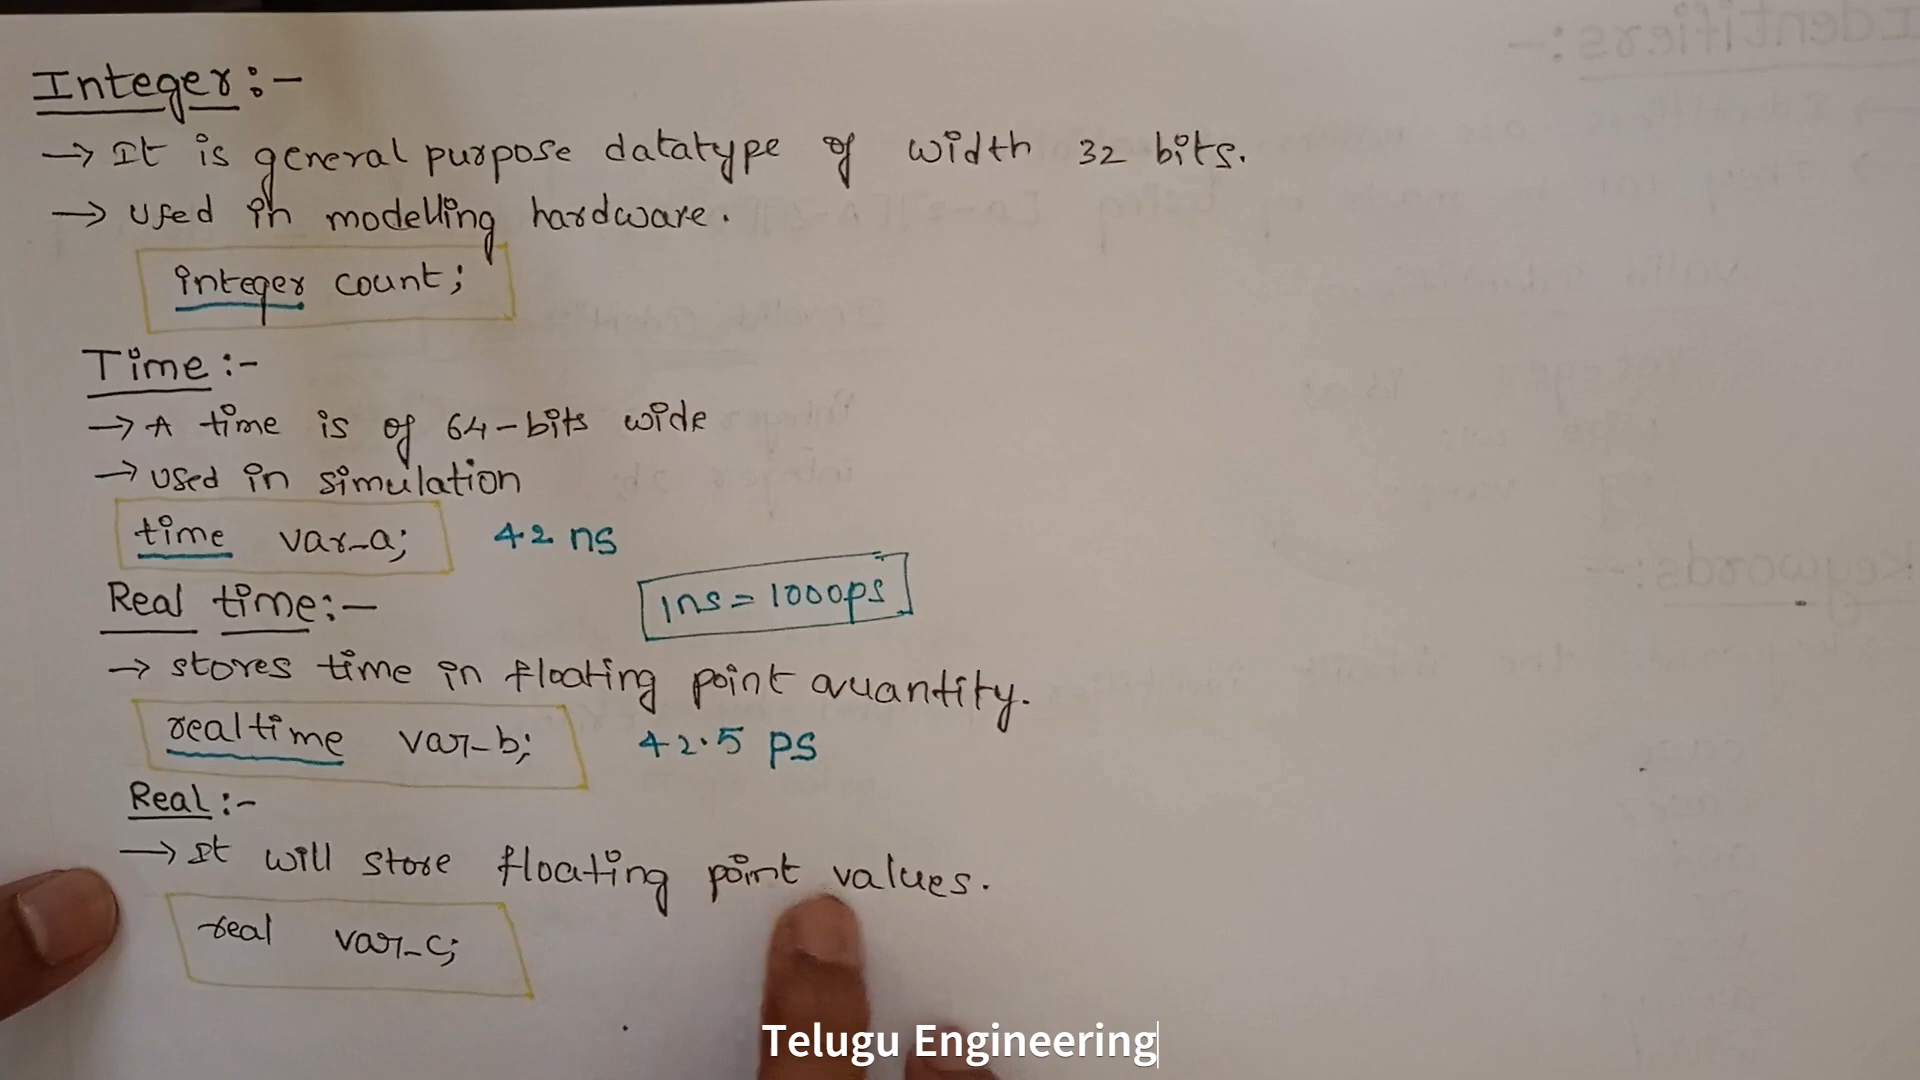 Integer:-
→ It is general purpose datatype of width 32 bits.
→ used in modelling hardware.
integer count;
Time:-
→ A time is of 64-bits wide
→ used in simulation
time var_a; 42 ns
Real time:-
1ns = 1000ps
→ stores time in floating point quantity.
realtime var_b; 42.5 ps
Real:-
→ It will store floating point values.
real var_c;
Telugu Engineering